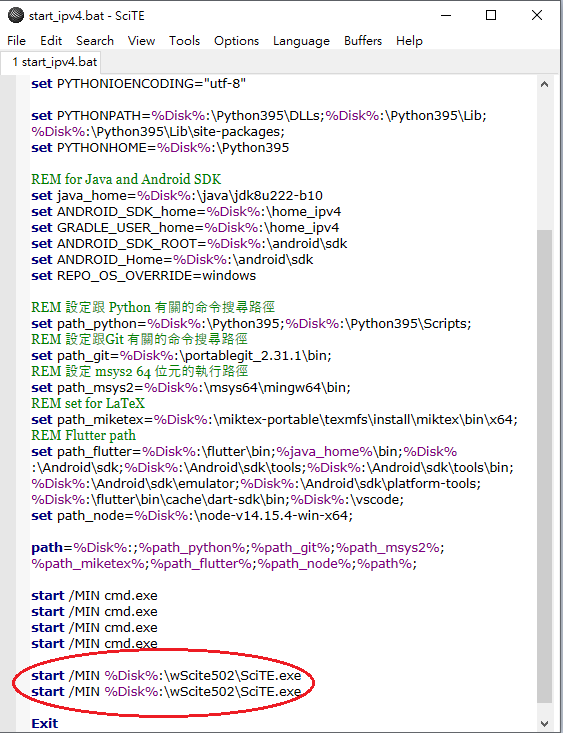 start_ipv4.bat - SciTE
File Edit Search View Tools Options Language Buffers Help
1 start_ipv4.bat
set PYTHONIOENCODING="utf-8"
set PYTHONPATH=%Disk%:\Python395\DLLs;%Disk%:\Python395\Lib;
%Disk%:\Python395\Lib\site-packages;
set PYTHONHOME=%Disk%:\Python395
REM for Java and Android SDK
set java_home=%Disk%:\java\jdk8u222-b10
set ANDROID_SDK_home=%Disk%:\home_ipv4
set GRADLE_USER_home=%Disk%:\home_ipv4
set ANDROID_SDK_ROOT=%Disk%:\android\sdk
set ANDROID_Home=%Disk%:\android\sdk
set REPO_OS_OVERRIDE=windows
REM 設定跟 Python 有關的命令搜尋路徑
set path_python=%Disk%:\Python395;%Disk%:\Python395\Scripts;
REM 設定跟Git 有關的命令搜尋路徑
set path_git=%Disk%:\portablegit_2.31.1\bin;
REM 設定 msys2 64 位元的執行路徑
set path_msys2=%Disk%:\msys64\mingw64\bin;
REM set for LaTeX
set path_miketex=%Disk%:\miktex-portable\texmfs\install\miktex\bin\x64;
REM Flutter path
set path_flutter=%Disk%:\flutter\bin;%java_home%\bin;%Disk%
:\Android\sdk;%Disk%:\Android\sdk\tools;%Disk%:\Android\sdk\tools\bin;
%Disk%:\Android\sdk\emulator;%Disk%:\Android\sdk\platform-tools;
%Disk%:\flutter\bin\cache\dart-sdk\bin;%Disk%:\vscode;
set path_node=%Disk%:\node-v14.15.4-win-x64;
path=%Disk%:;%path_python%;%path_git%;%path_msys2%;
%path_miketex%;%path_flutter%;%path_node%;%path%;
start /MIN cmd.exe
start /MIN cmd.exe
start /MIN cmd.exe
start /MIN cmd.exe
start /MIN %Disk%:\wScite502\SciTE.exe
start /MIN %Disk%:\wScite502\SciTE.exe
Exit